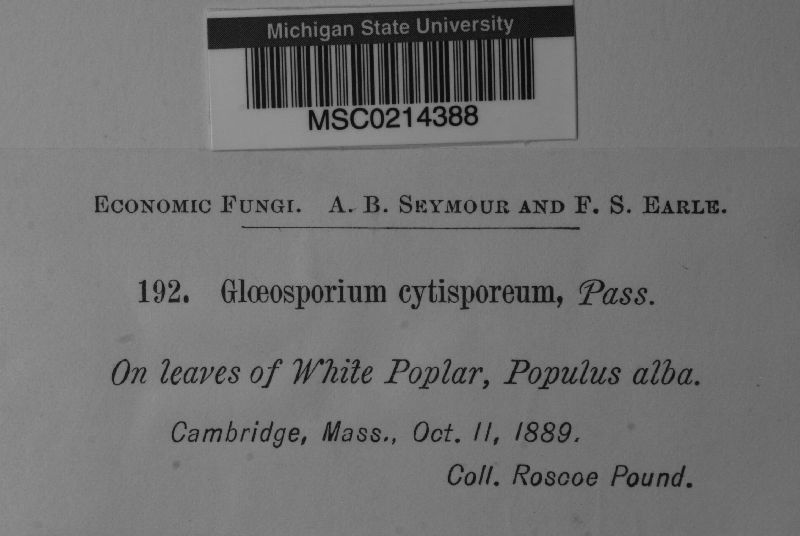 Michigan State University
MSC0214388
ECONOMIC FUNGI. A. B. SEYMOUR AND F. S. EARLE.
192. Glœosporium cytisporeum, Pass.
On leaves of White Poplar, Populus alba.
Cambridge, Mass., Oct. 11, 1889.
Coll. Roscoe Pound.